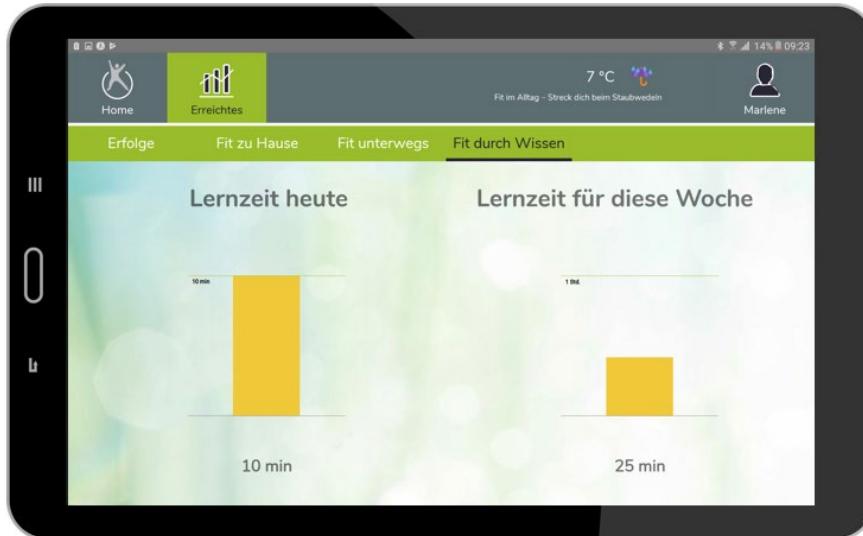 14% 09:23
Home
Erreichtes
7 °C
Fit im Alltag – Streck dich beim Staubwedeln
Marlene
Erfolge Fit zu Hause Fit unterwegs Fit durch Wissen
Lernzeit heute
Lernzeit für diese Woche
10 min
1 Std.
10 min
25 min